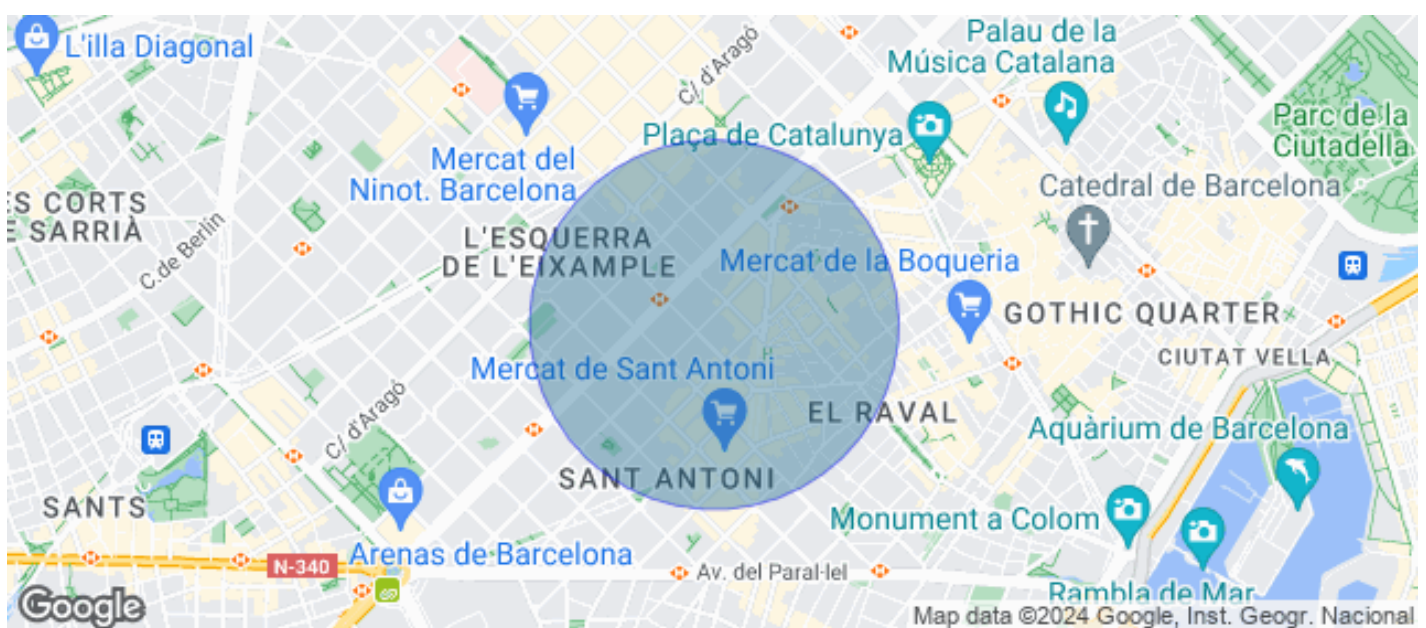 L'illa Diagonal
C/ d'Aragó
Palau de la
Música Catalana
Plaça de Catalunya
Parc de la
Ciutadella
Mercat del
Ninot. Barcelona
Catedral de Barcelona
ES CORTS
E SARRIÀ
C. de Berlín
L'ESQUERRA
DE L'EIXAMPLE
Mercat de la Boqueria
GOTHIC QUARTER
CIUTAT VELLA
Mercat de Sant Antoni
C/ d'Aragó
EL RAVAL
Aquàrium de Barcelona
SANT ANTONI
SANTS
Monument a Colom
Arenas de Barcelona
N-340
Av. del Paral·lel
Rambla de Mar
Google
Map data ©2024 Google, Inst. Geogr. Nacional